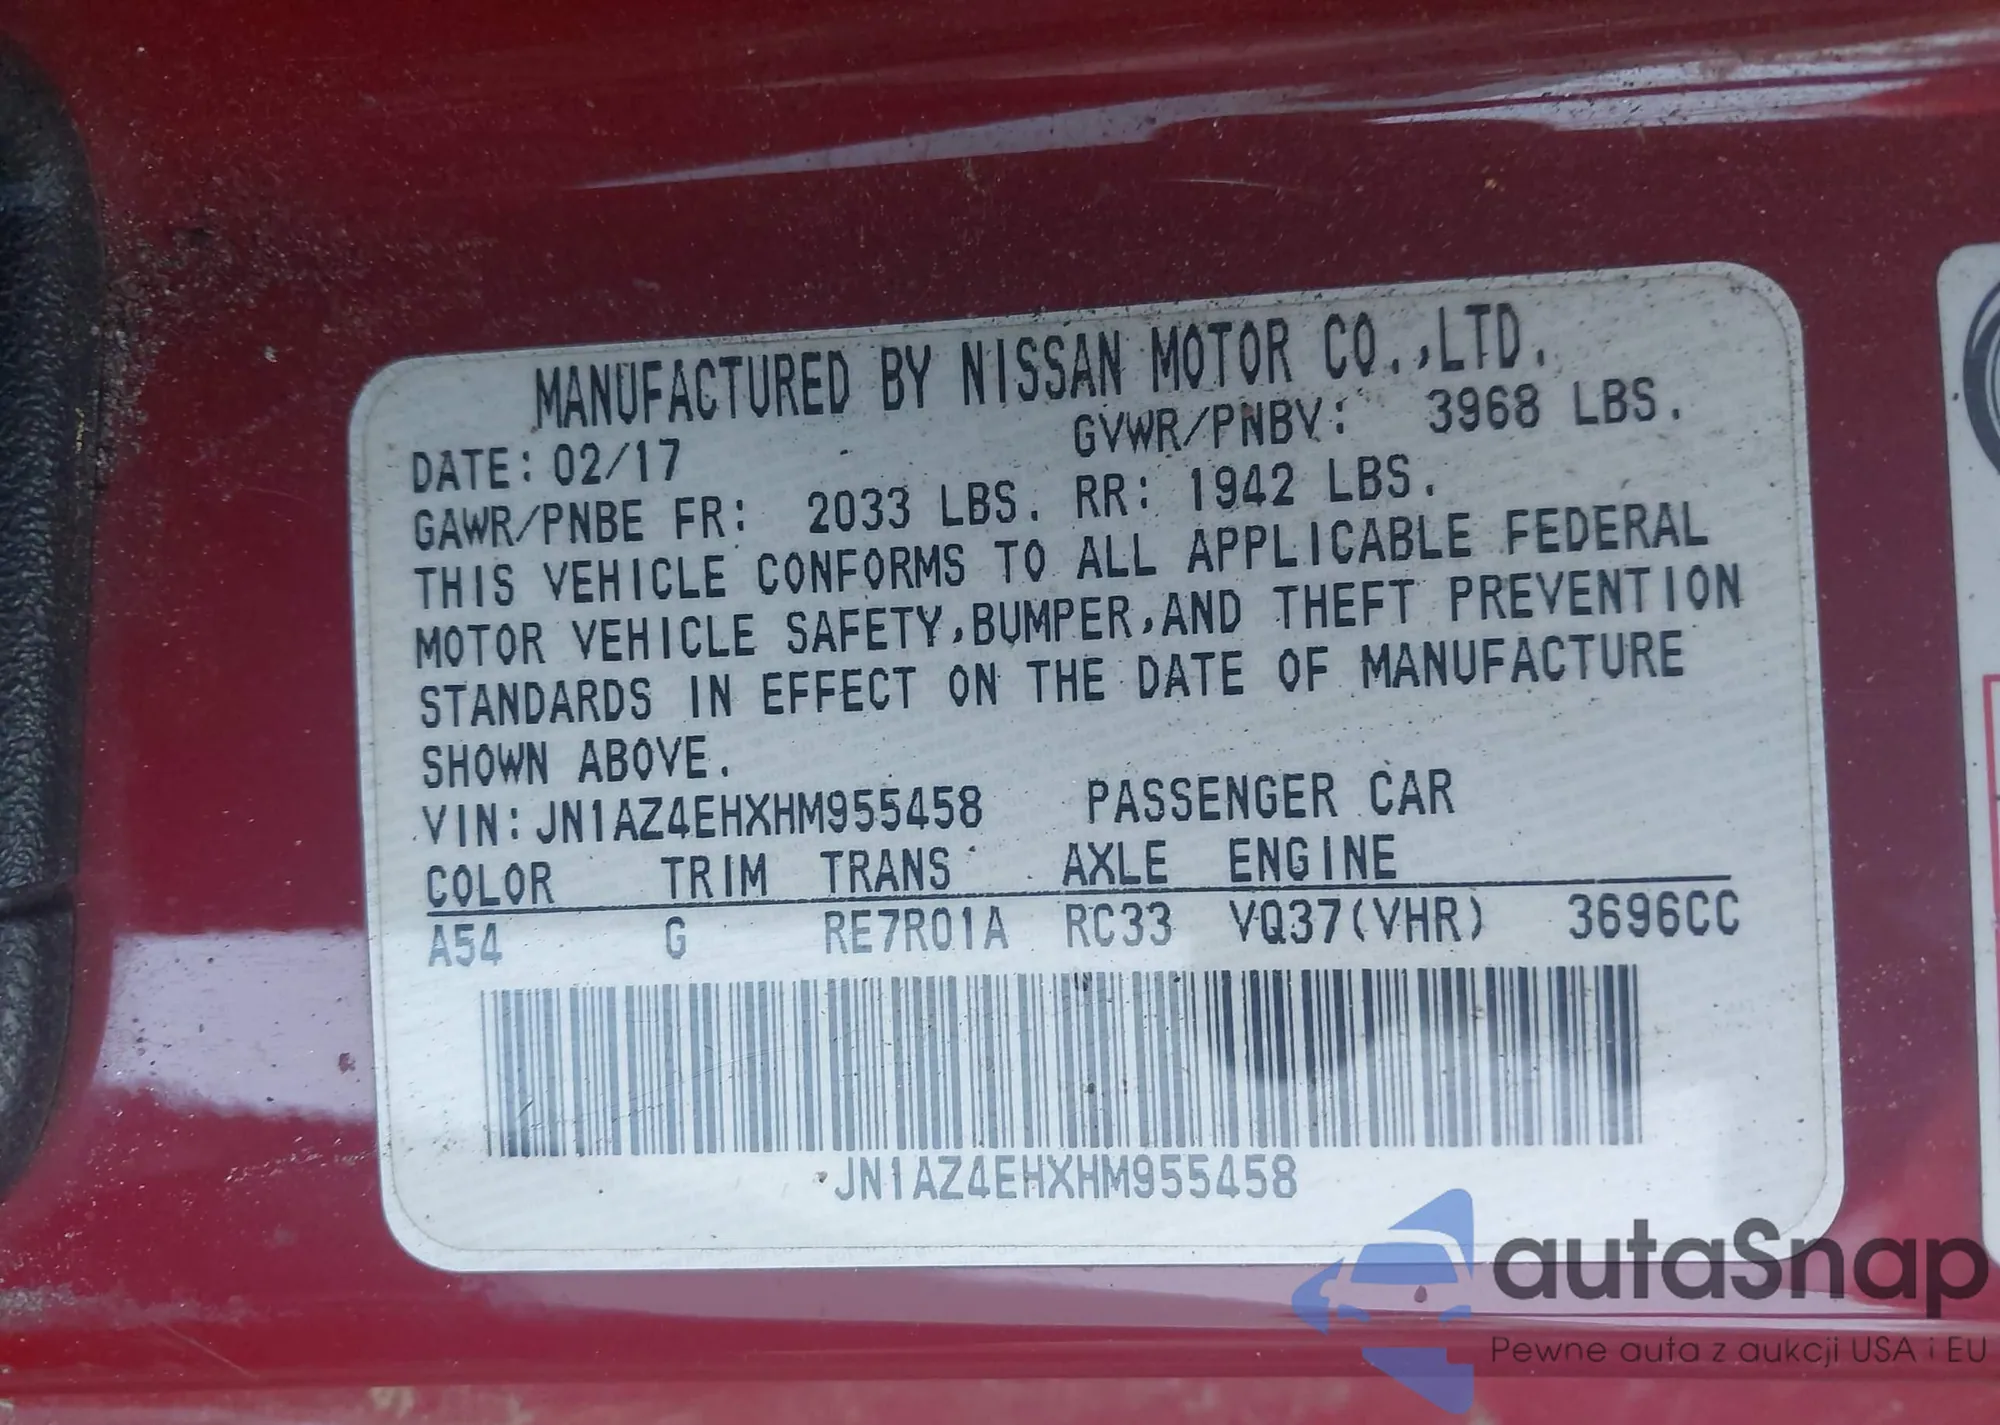 MANUFACTURED BY NISSAN MOTOR CO.,LTD.
DATE: 02/17 GVWR/PNBV: 3968 LBS.
GAWR/PNBE FR: 2033 LBS. RR: 1942 LBS.
THIS VEHICLE CONFORMS TO ALL APPLICABLE FEDERAL
MOTOR VEHICLE SAFETY,BUMPER,AND THEFT PREVENTION
STANDARDS IN EFFECT ON THE DATE OF MANUFACTURE
SHOWN ABOVE.
VIN:JN1AZ4EHXHM955458 PASSENGER CAR
COLOR TRIM TRANS AXLE ENGINE
A54 G RE7R01A RC33 VQ37(VHR) 3696CC
JN1AZ4EHXHM955458
autaSnap
Pewne auta z aukcji USA i EU